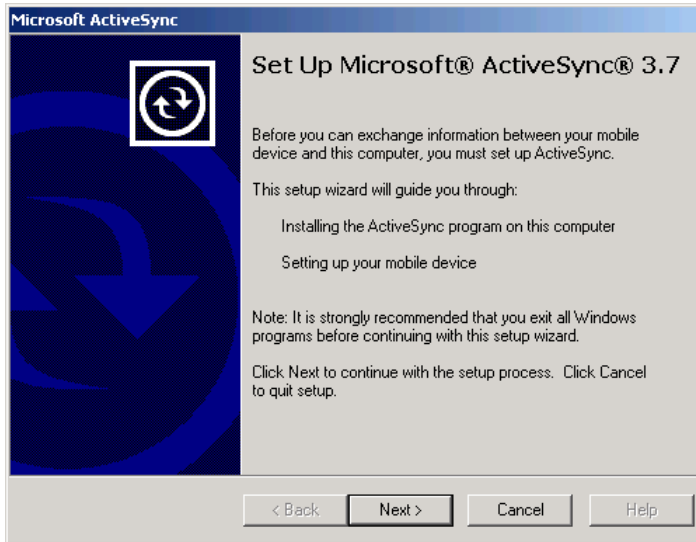 Microsoft ActiveSync
Set Up Microsoft® ActiveSync® 3.7
Before you can exchange information between your mobile
device and this computer, you must set up ActiveSync.
This setup wizard will guide you through:
Installing the ActiveSync program on this computer
Setting up your mobile device
Note: It is strongly recommended that you exit all Windows
programs before continuing with this setup wizard.
Click Next to continue with the setup process.  Click Cancel
to quit setup.
< Back Next > Cancel Help